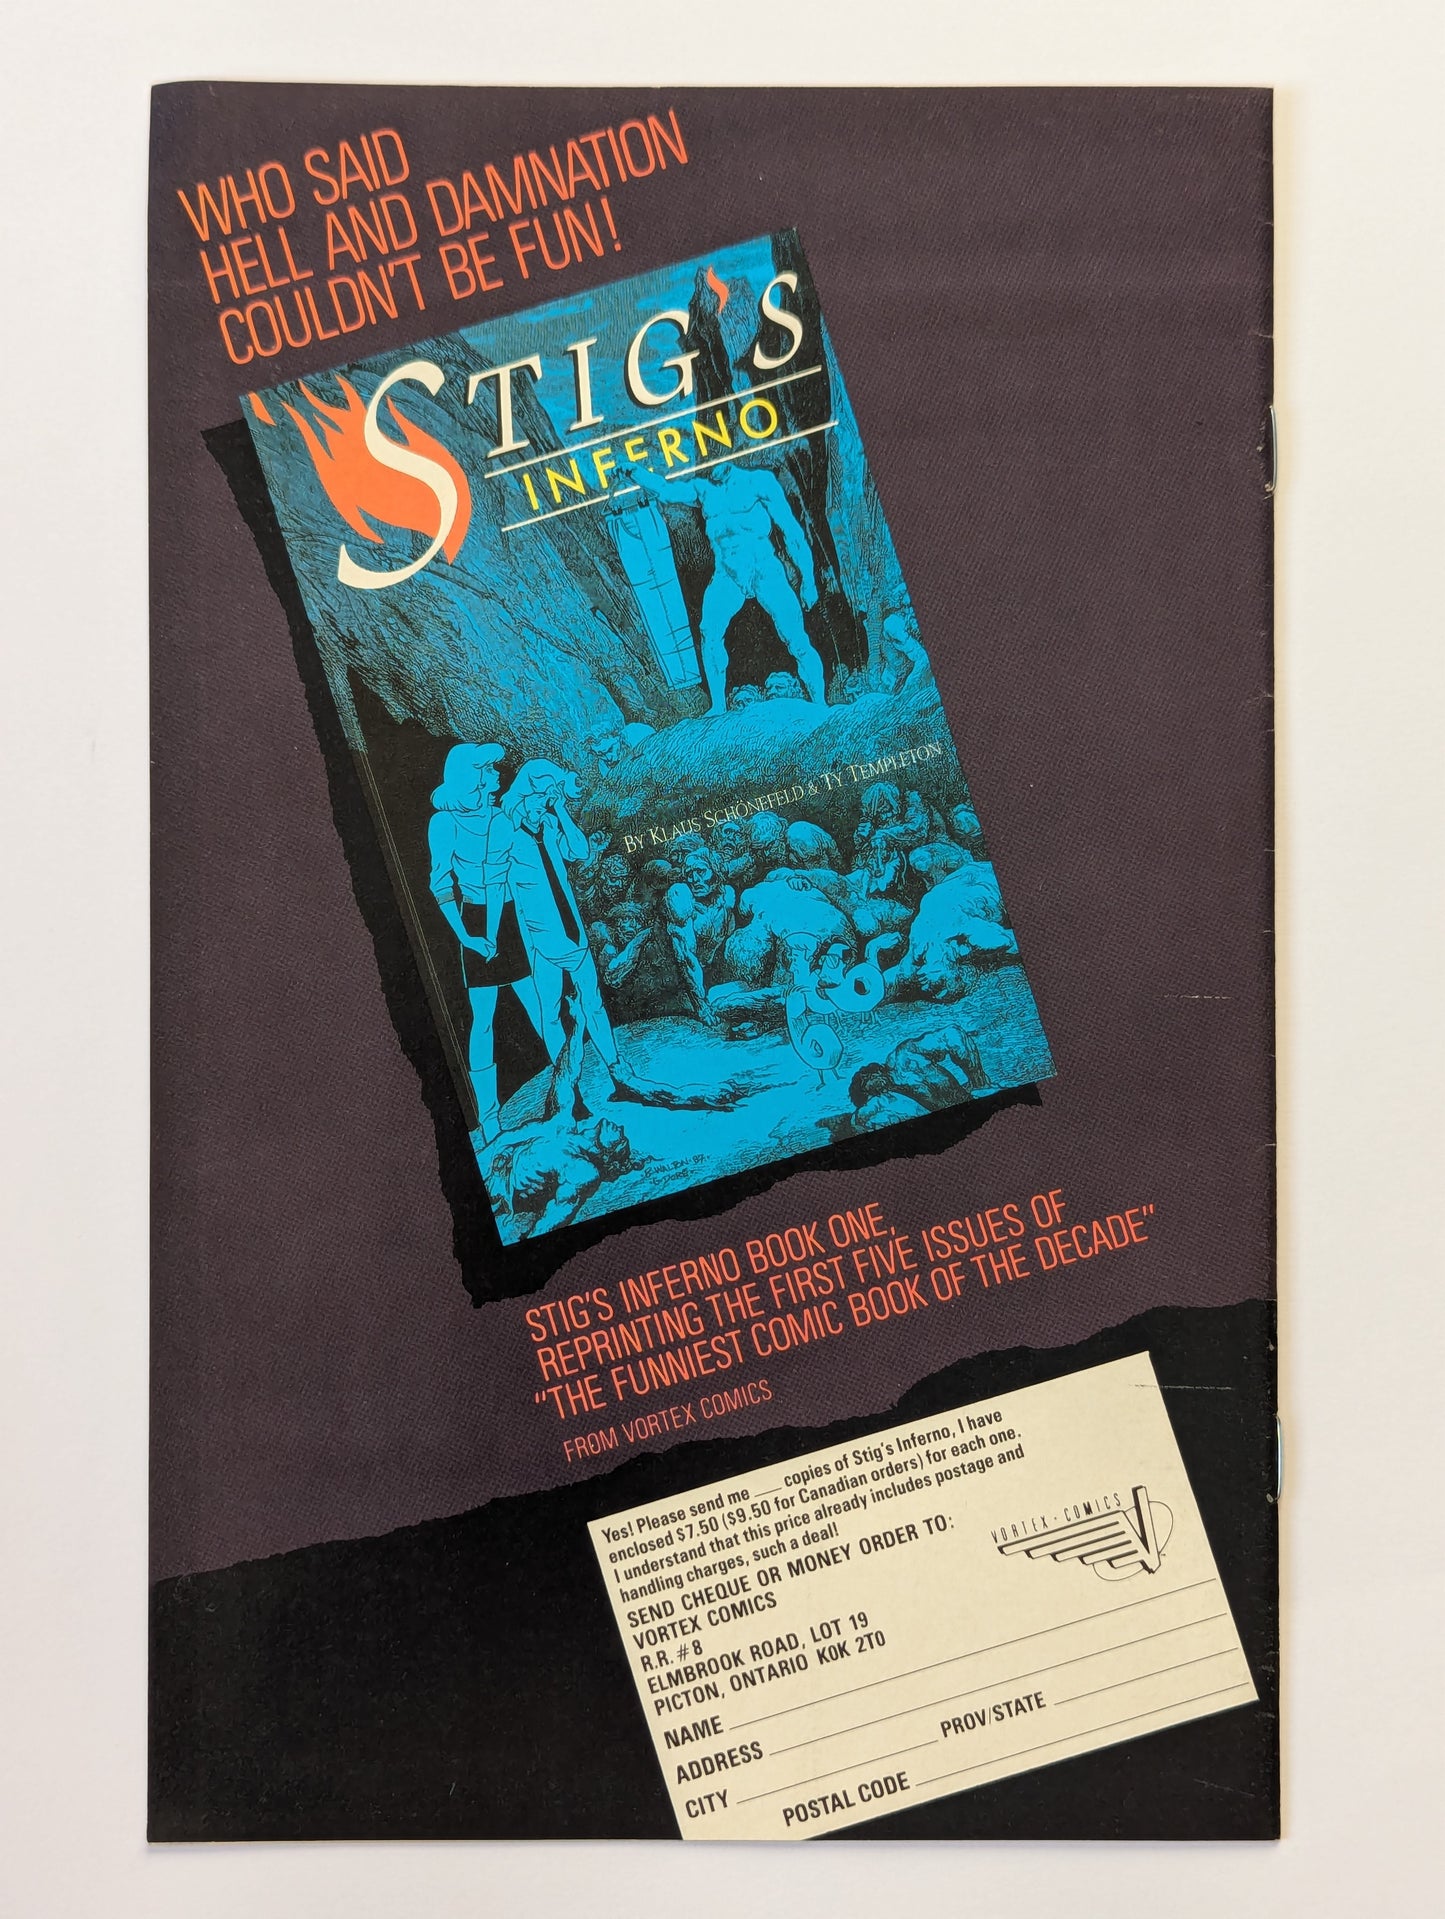 WHO SAID
HELL AND DAMNATION
COULDN'T BE FUN!
STIG'S
INFERNO
BY KLAUS SCHÖNEFELD & TY TEMPLETON
G. DORÉ
STIG'S INFERNO BOOK ONE,
REPRINTING THE FIRST FIVE ISSUES OF
"THE FUNNIEST COMIC BOOK OF THE DECADE"
FROM VORTEX COMICS
Yes! Please send me ___ copies of Stig's Inferno, I have
enclosed $7.50 ($9.50 for Canadian orders) for each one.
I understand that this price already includes postage and
handling charges, such a deal!
SEND CHEQUE OR MONEY ORDER TO:
VORTEX COMICS
R.R. #8
ELMBROOK ROAD, LOT 19
PICTON, ONTARIO K0K 2T0
VORTEX · COMICS
NAME
ADDRESS
CITY
PROV/STATE
POSTAL CODE